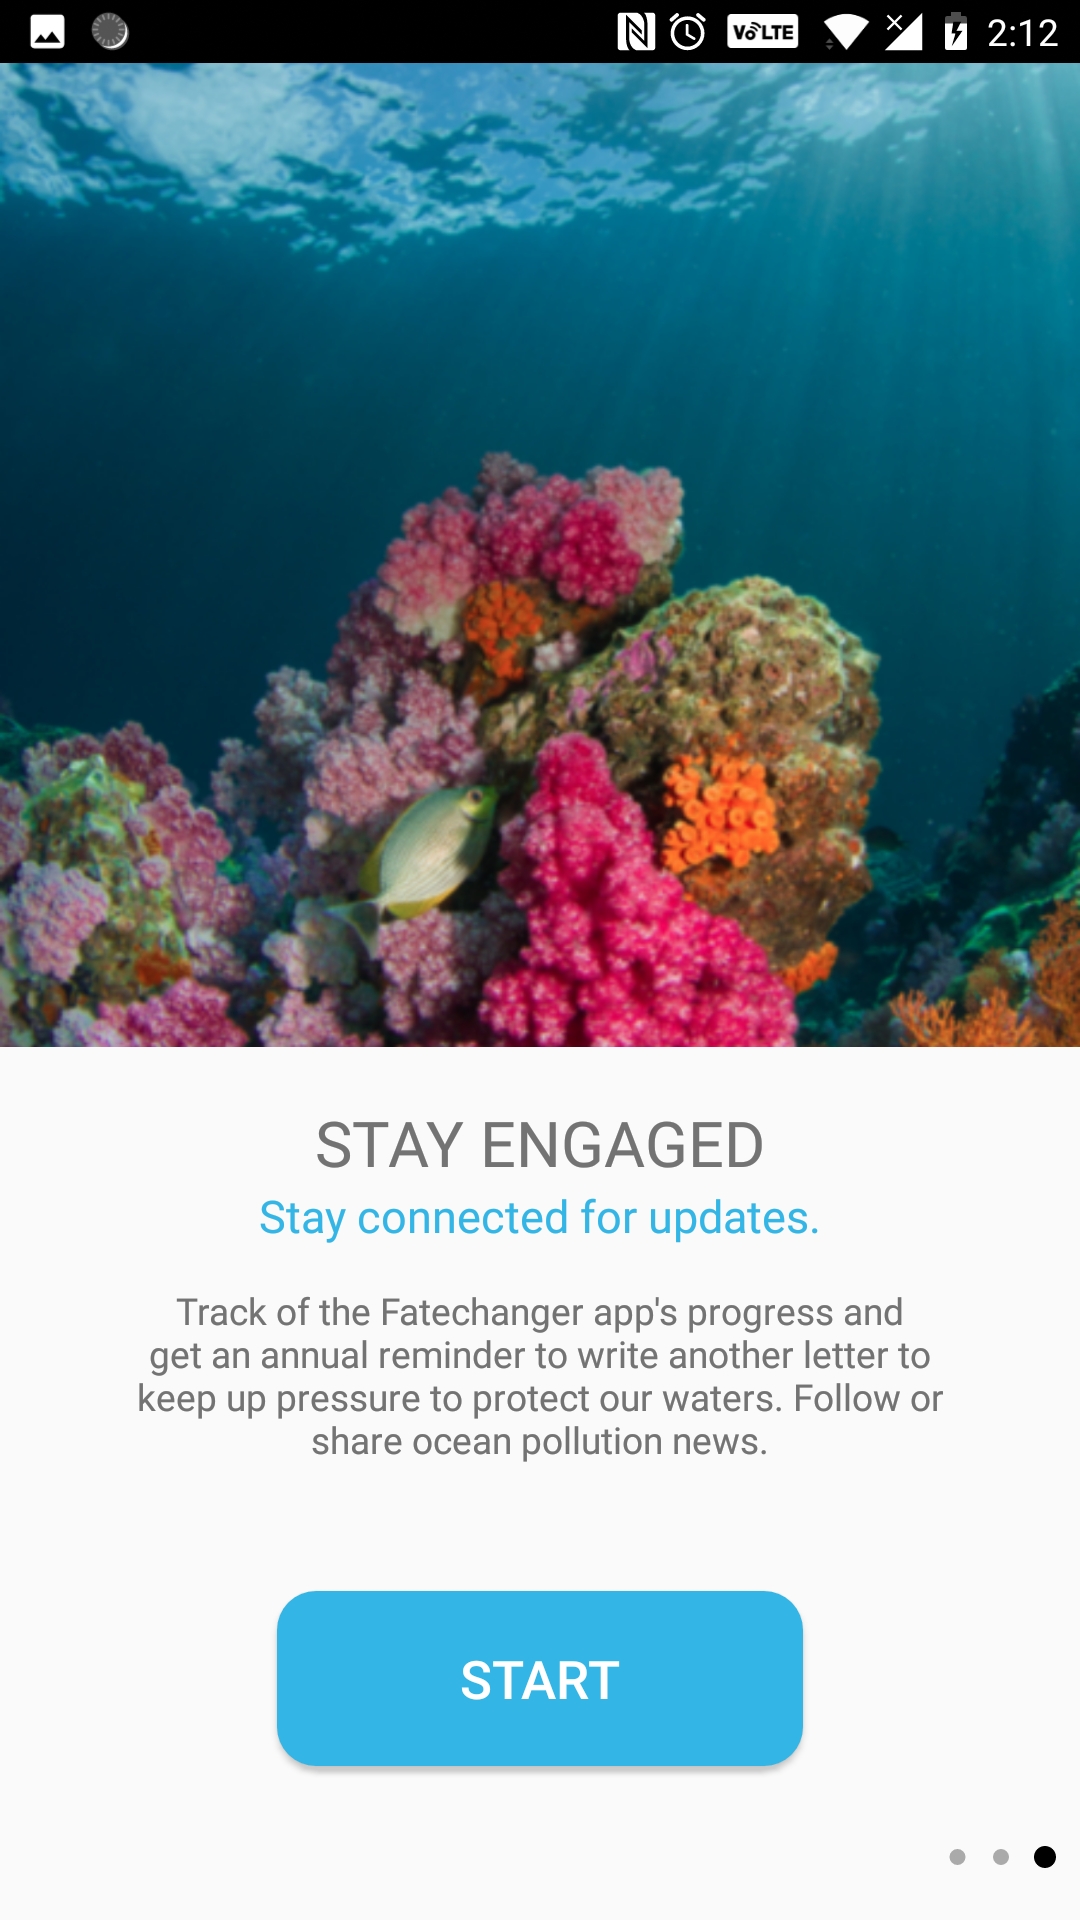 VoLTE 2:12
STAY ENGAGED
Stay connected for updates.
Track of the Fatechanger app's progress and
get an annual reminder to write another letter to
keep up pressure to protect our waters. Follow or
share ocean pollution news.
START